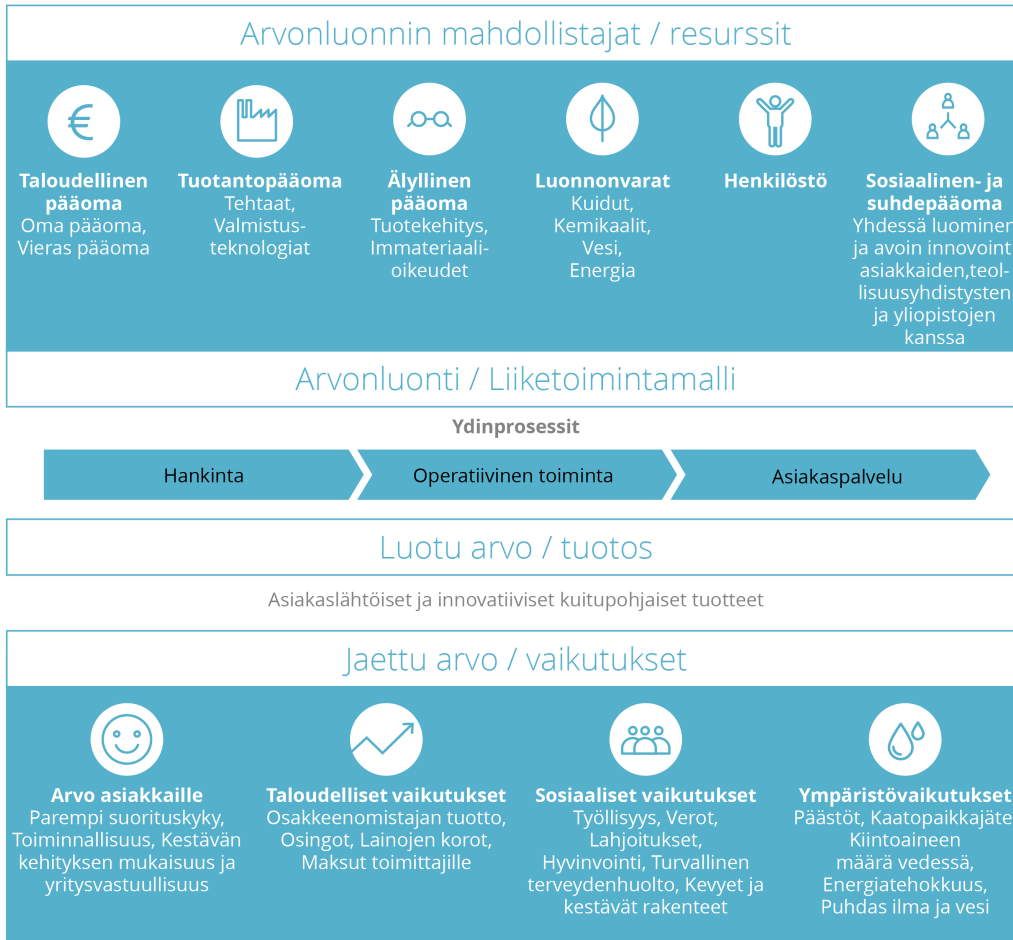 Arvonluonnin mahdollistajat / resurssit
Taloudellinen
pääoma
Oma pääoma,
Vieras pääoma
Tuotantopääoma
Tehtaat,
Valmistus-
teknologiat
Älyllinen
pääoma
Tuotekehitys,
Immateriaali-
oikeudet
Luonnonvarat
Kuidut,
Kemikaalit,
Vesi,
Energia
Henkilöstö
Sosiaalinen- ja
suhdepääoma
Yhdessä luominen
ja avoin innovoint
asiakkaiden,teol-
lisuusyhdistysten
ja yliopistojen
kanssa
Arvonluonti / Liiketoimintamalli
Ydinprosessit
Hankinta
Operatiivinen toiminta
Asiakaspalvelu
Luotu arvo / tuotos
Asiakaslähtöiset ja innovatiiviset kuitupohjaiset tuotteet
Jaettu arvo / vaikutukset
Arvo asiakkaille
Parempi suorituskyky,
Toiminnallisuus, Kestävän
kehityksen mukaisuus ja
yritysvastuullisuus
Taloudelliset vaikutukset
Osakkeenomistajan tuotto,
Osingot, Lainojen korot,
Maksut toimittajille
Sosiaaliset vaikutukset
Työllisyys, Verot,
Lahjoitukset,
Hyvinvointi, Turvallinen
terveydenhuolto, Kevyet ja
kestävät rakenteet
Ympäristövaikutukset
Päästöt, Kaatopaikkajäte
Kiintoaineen
määrä vedessä,
Energiatehokkuus,
Puhdas ilma ja vesi